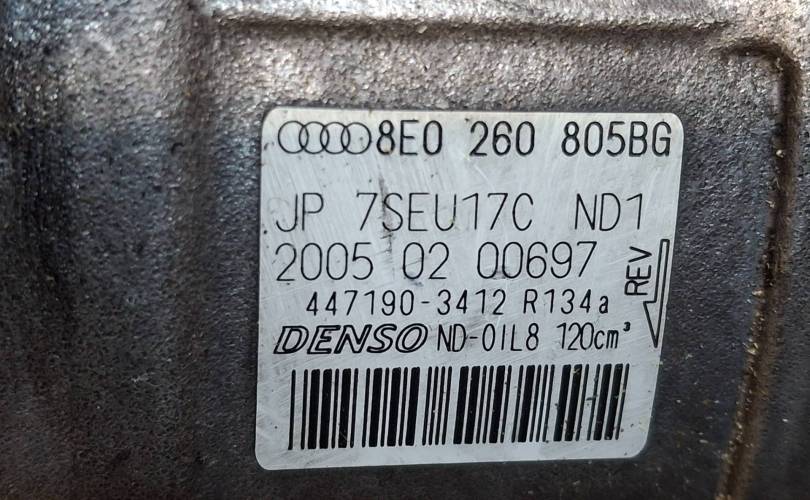 8E0 260 805BG
JP 7SEU17C ND1
2005 02 00697
REV
447190-3412 R134a
DENSO ND-OIL8 120cm³